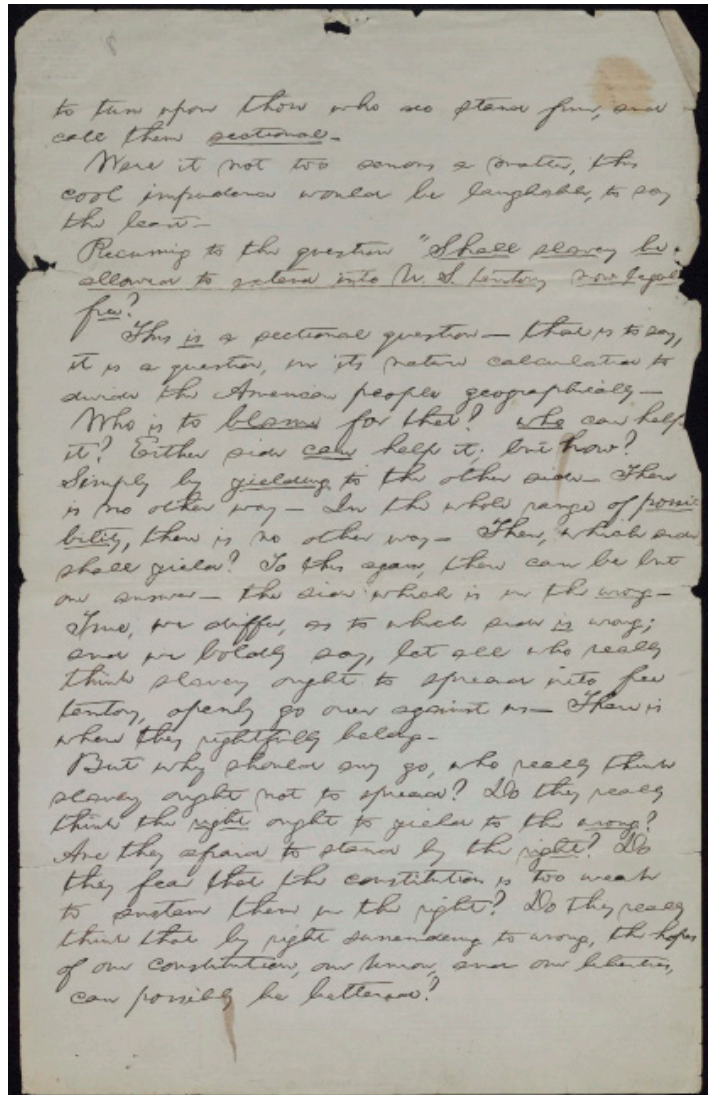 to turn upon those who so stand firm, and
call them sectional—
Were it not too serious a matter, this
cool impudence would be laughable, to say
the least—
Recurring to the question "Shall slavery be
allowed to extend into U. S. teritory now legally
free?
This is a sectional question— that is to say,
it is a question, in its nature calculated to
divide the American people geographically—
Who is to blame for that? who can help
it? Either side can help it; but how?
Simply by yielding to the other side— There
is no other way— In the whole range of possi-
bility, there is no other way— Then, which side
shall yield? To this again, there can be but
one answer— the side which is in the wrong—
True, we differ, as to which side is wrong;
and we boldly say, let all who really
think slavery ought to spread into free
teritory, openly go over against us— There is
where they rightfully belong—
But why should any go, who really think
slavery ought not to spread? Do they really
think the right ought to yield to the wrong?
Are they afraid to stand by the right? Do
they fear that the constitution is too weak
to sustain them in the right? Do they really
think that by right surrendering to wrong, the hopes
of our constitution, our Union, and our liberties,
can possibly be bettered?